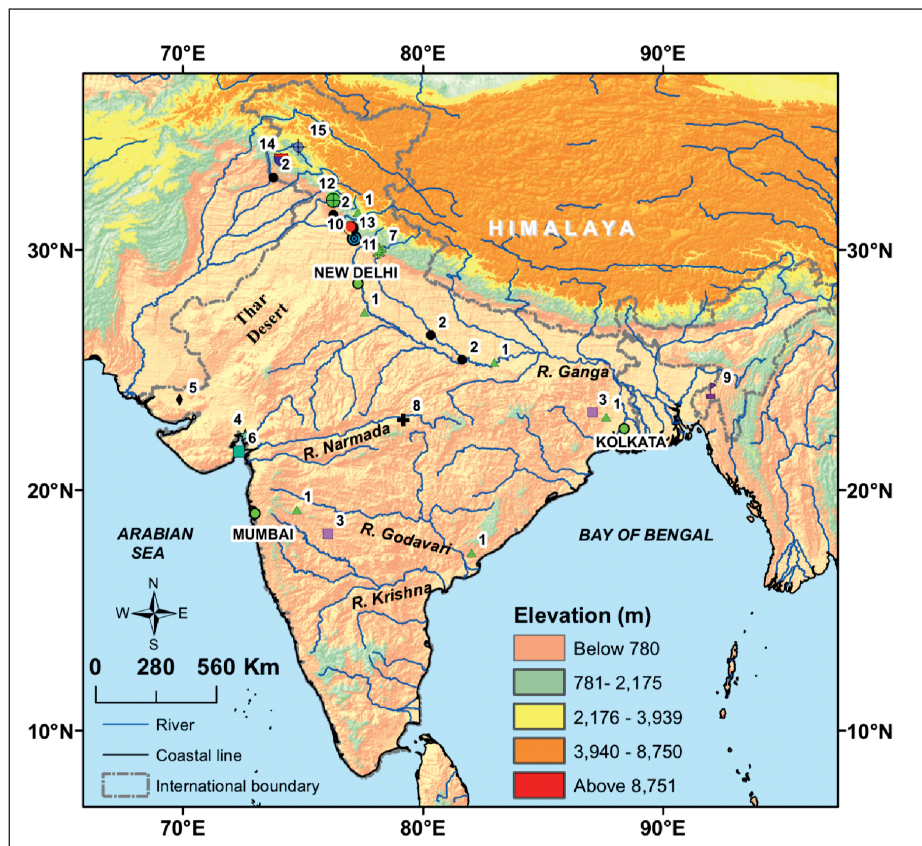 70°E 80°E 90°E
15
14
2
12
2 1
10 13 7
11
30°N 30°N
HIMALAYA
NEW DELHI
Thar
Desert
1
2
2 1
R. Ganga
5
9
3 1
4
8
6
R. Narmada
KOLKATA
20°N 20°N
1
3
MUMBAI
R. Godavari
1
ARABIAN
SEA
BAY OF BENGAL
R. Krishna
N
W E
S
0 280 560 Km
River
Coastal line
International boundary
Elevation (m)
Below 780
781- 2,175
2,176 - 3,939
3,940 - 8,750
Above 8,751
10°N 10°N
70°E 80°E 90°E